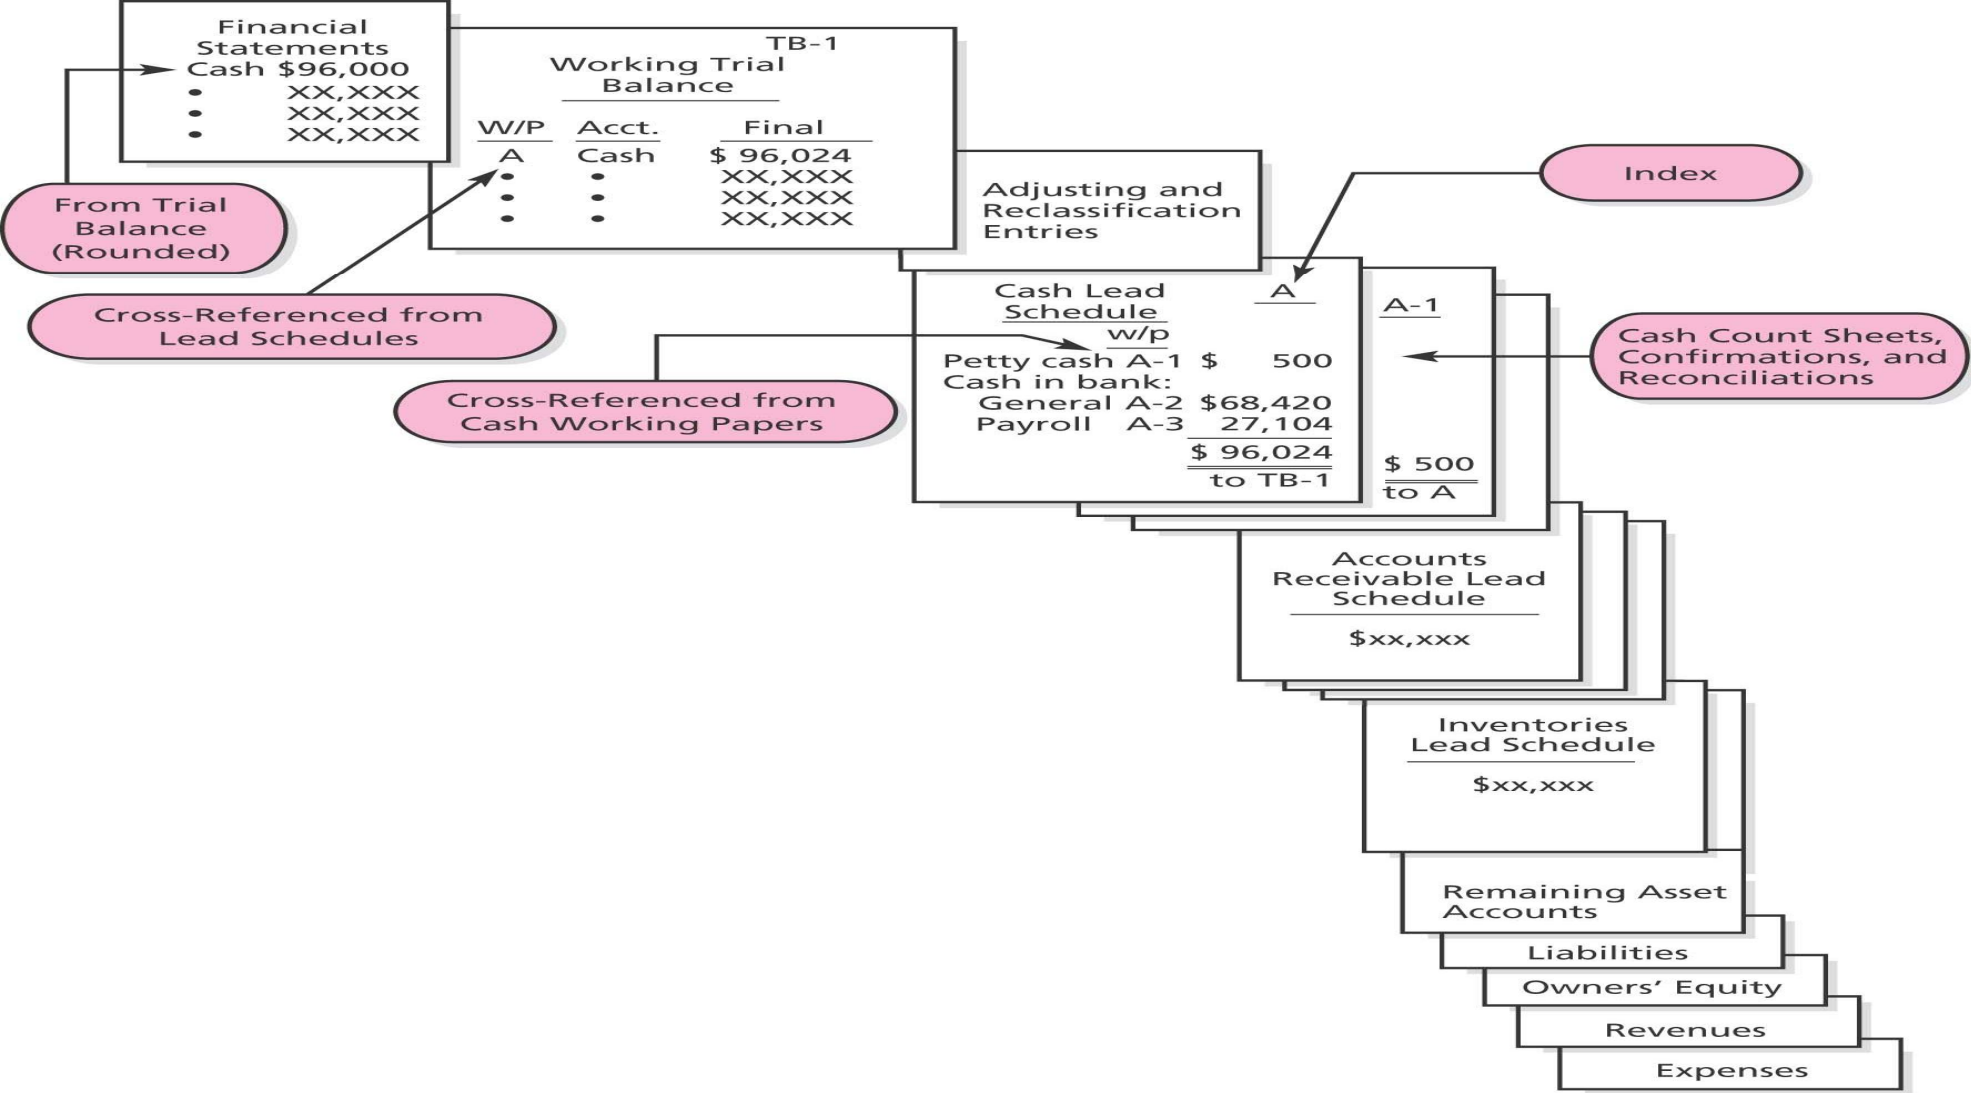 Financial
Statements
Cash $96,000
• XX,XXX
• XX,XXX
• XX,XXX
From Trial
Balance
(Rounded)
TB-1
Working Trial
Balance
W/P Acct. Final
A Cash $ 96,024
• • XX,XXX
• • XX,XXX
• • XX,XXX
Cross-Referenced from
Lead Schedules
Adjusting and
Reclassification
Entries
Index
Cash Lead A
Schedule
w/p
Petty cash A-1 $ 500
Cash in bank:
General A-2 $68,420
Payroll A-3 27,104
$ 96,024
to TB-1
Cross-Referenced from
Cash Working Papers
A-1
$ 500
to A
Cash Count Sheets,
Confirmations, and
Reconciliations
Accounts
Receivable Lead
Schedule
$xx,xxx
Inventories
Lead Schedule
$xx,xxx
Remaining Asset
Accounts
Liabilities
Owners’ Equity
Revenues
Expenses